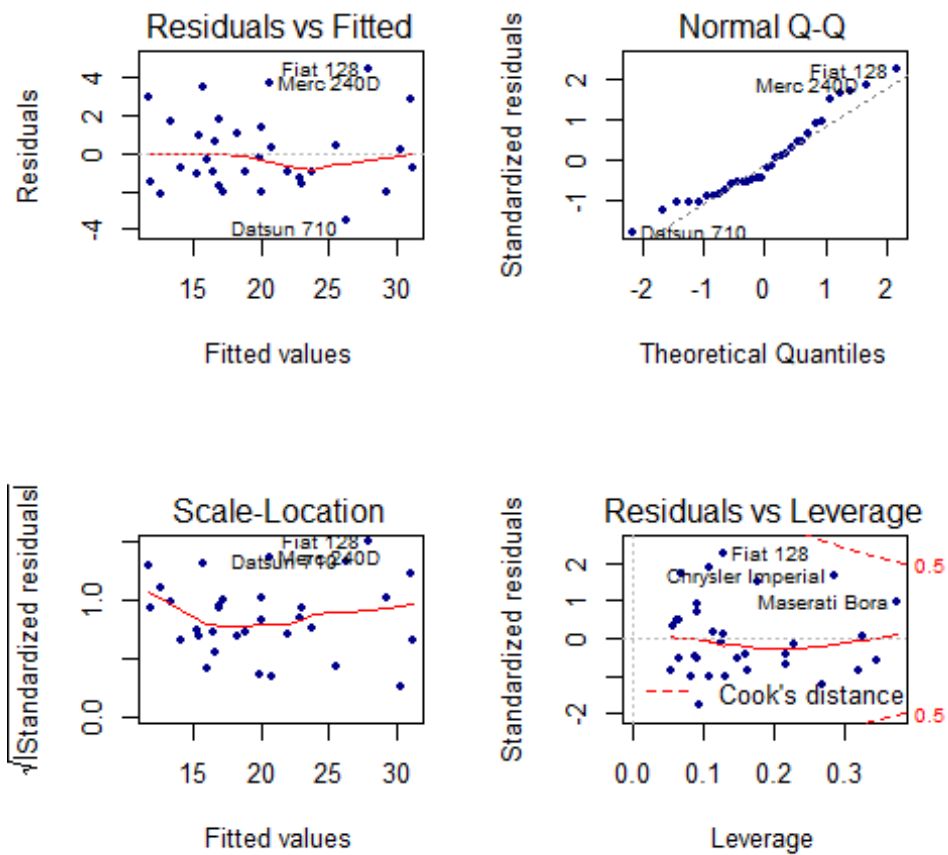 Residuals vs Fitted
Residuals
4
2
0
-4
Fiat 128
Merc 240D
Datsun 710
15 20 25 30
Fitted values
Normal Q-Q
Standardized residuals
2
1
0
-1
Fiat 128
Merc 240D
Datsun 710
-2 -1 0 1 2
Theoretical Quantiles
Scale-Location
√|Standardized residuals|
1.0
0.0
Fiat 128
Datsun 710
Merc 240D
15 20 25 30
Fitted values
Residuals vs Leverage
Standardized residuals
2
1
0
-2
Fiat 128
0.5
Chrysler Imperial
Maserati Bora
Cook's distance
0.5
0.0 0.1 0.2 0.3
Leverage